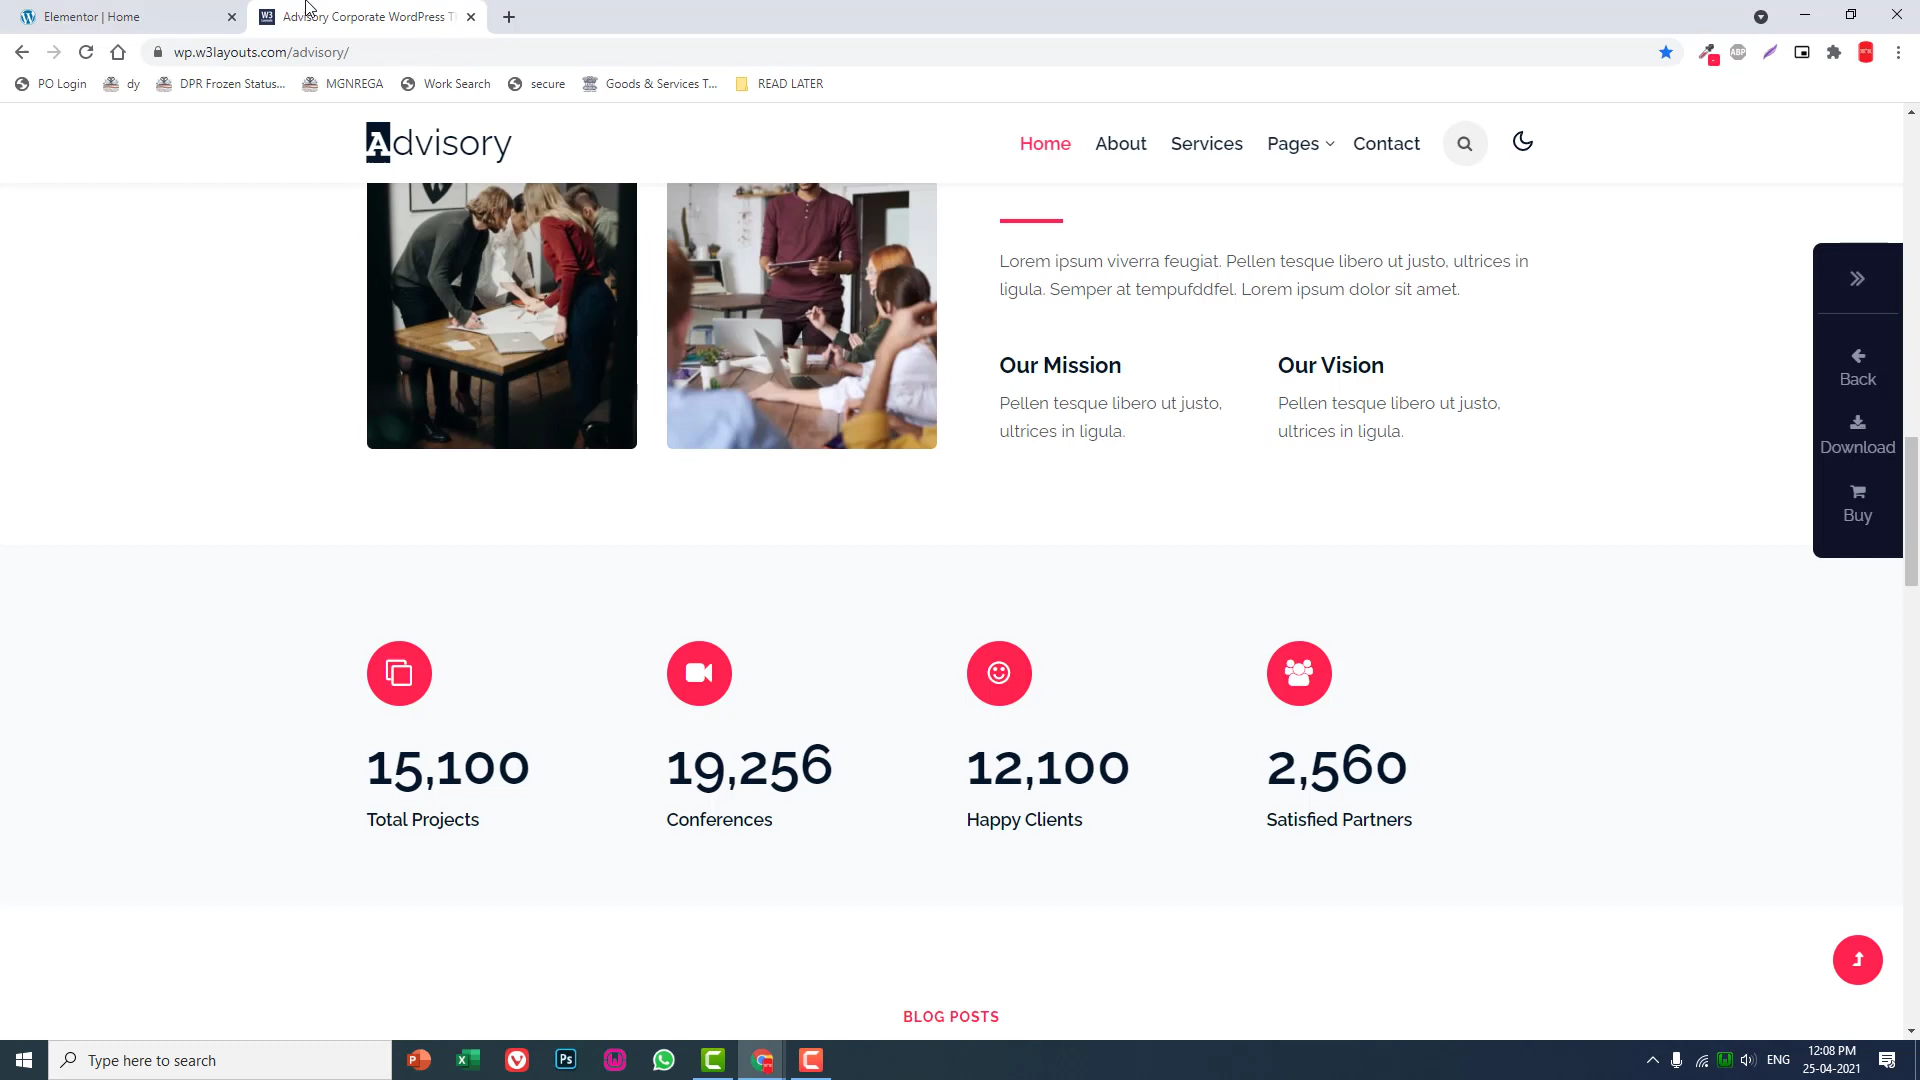 Elementor | Home
Advisory Corporate WordPress T
wp.w3layouts.com/advisory/
PO Login
dy
DPR Frozen Status...
MGNREGA
Work Search
secure
Goods & Services T...
READ LATER
Advisory
Home
About
Services
Pages
Contact
Lorem ipsum viverra feugiat. Pellen tesque libero ut justo, ultrices in
ligula. Semper at tempufddfel. Lorem ipsum dolor sit amet.
Our Mission
Pellen tesque libero ut justo,
ultrices in ligula.
Our Vision
Pellen tesque libero ut justo,
ultrices in ligula.
Back
Download
Buy
15,100
Total Projects
19,256
Conferences
12,100
Happy Clients
2,560
Satisfied Partners
BLOG POSTS
Type here to search
ENG
12:08 PM
25-04-2021